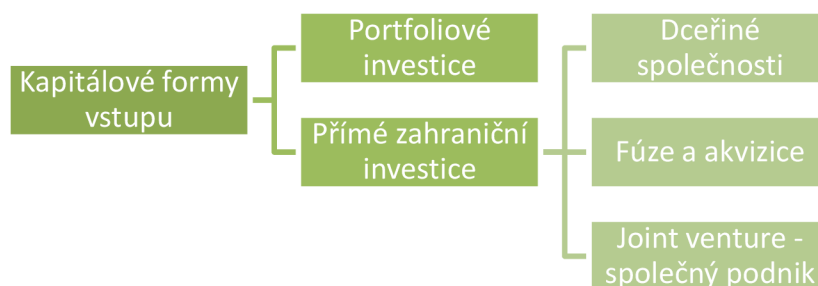 Kapitálové formy
vstupu
Portfoliové
investice
Přímé zahraniční
investice
Dceřiné
společnosti
Fúze a akvizice
Joint venture -
společný podnik